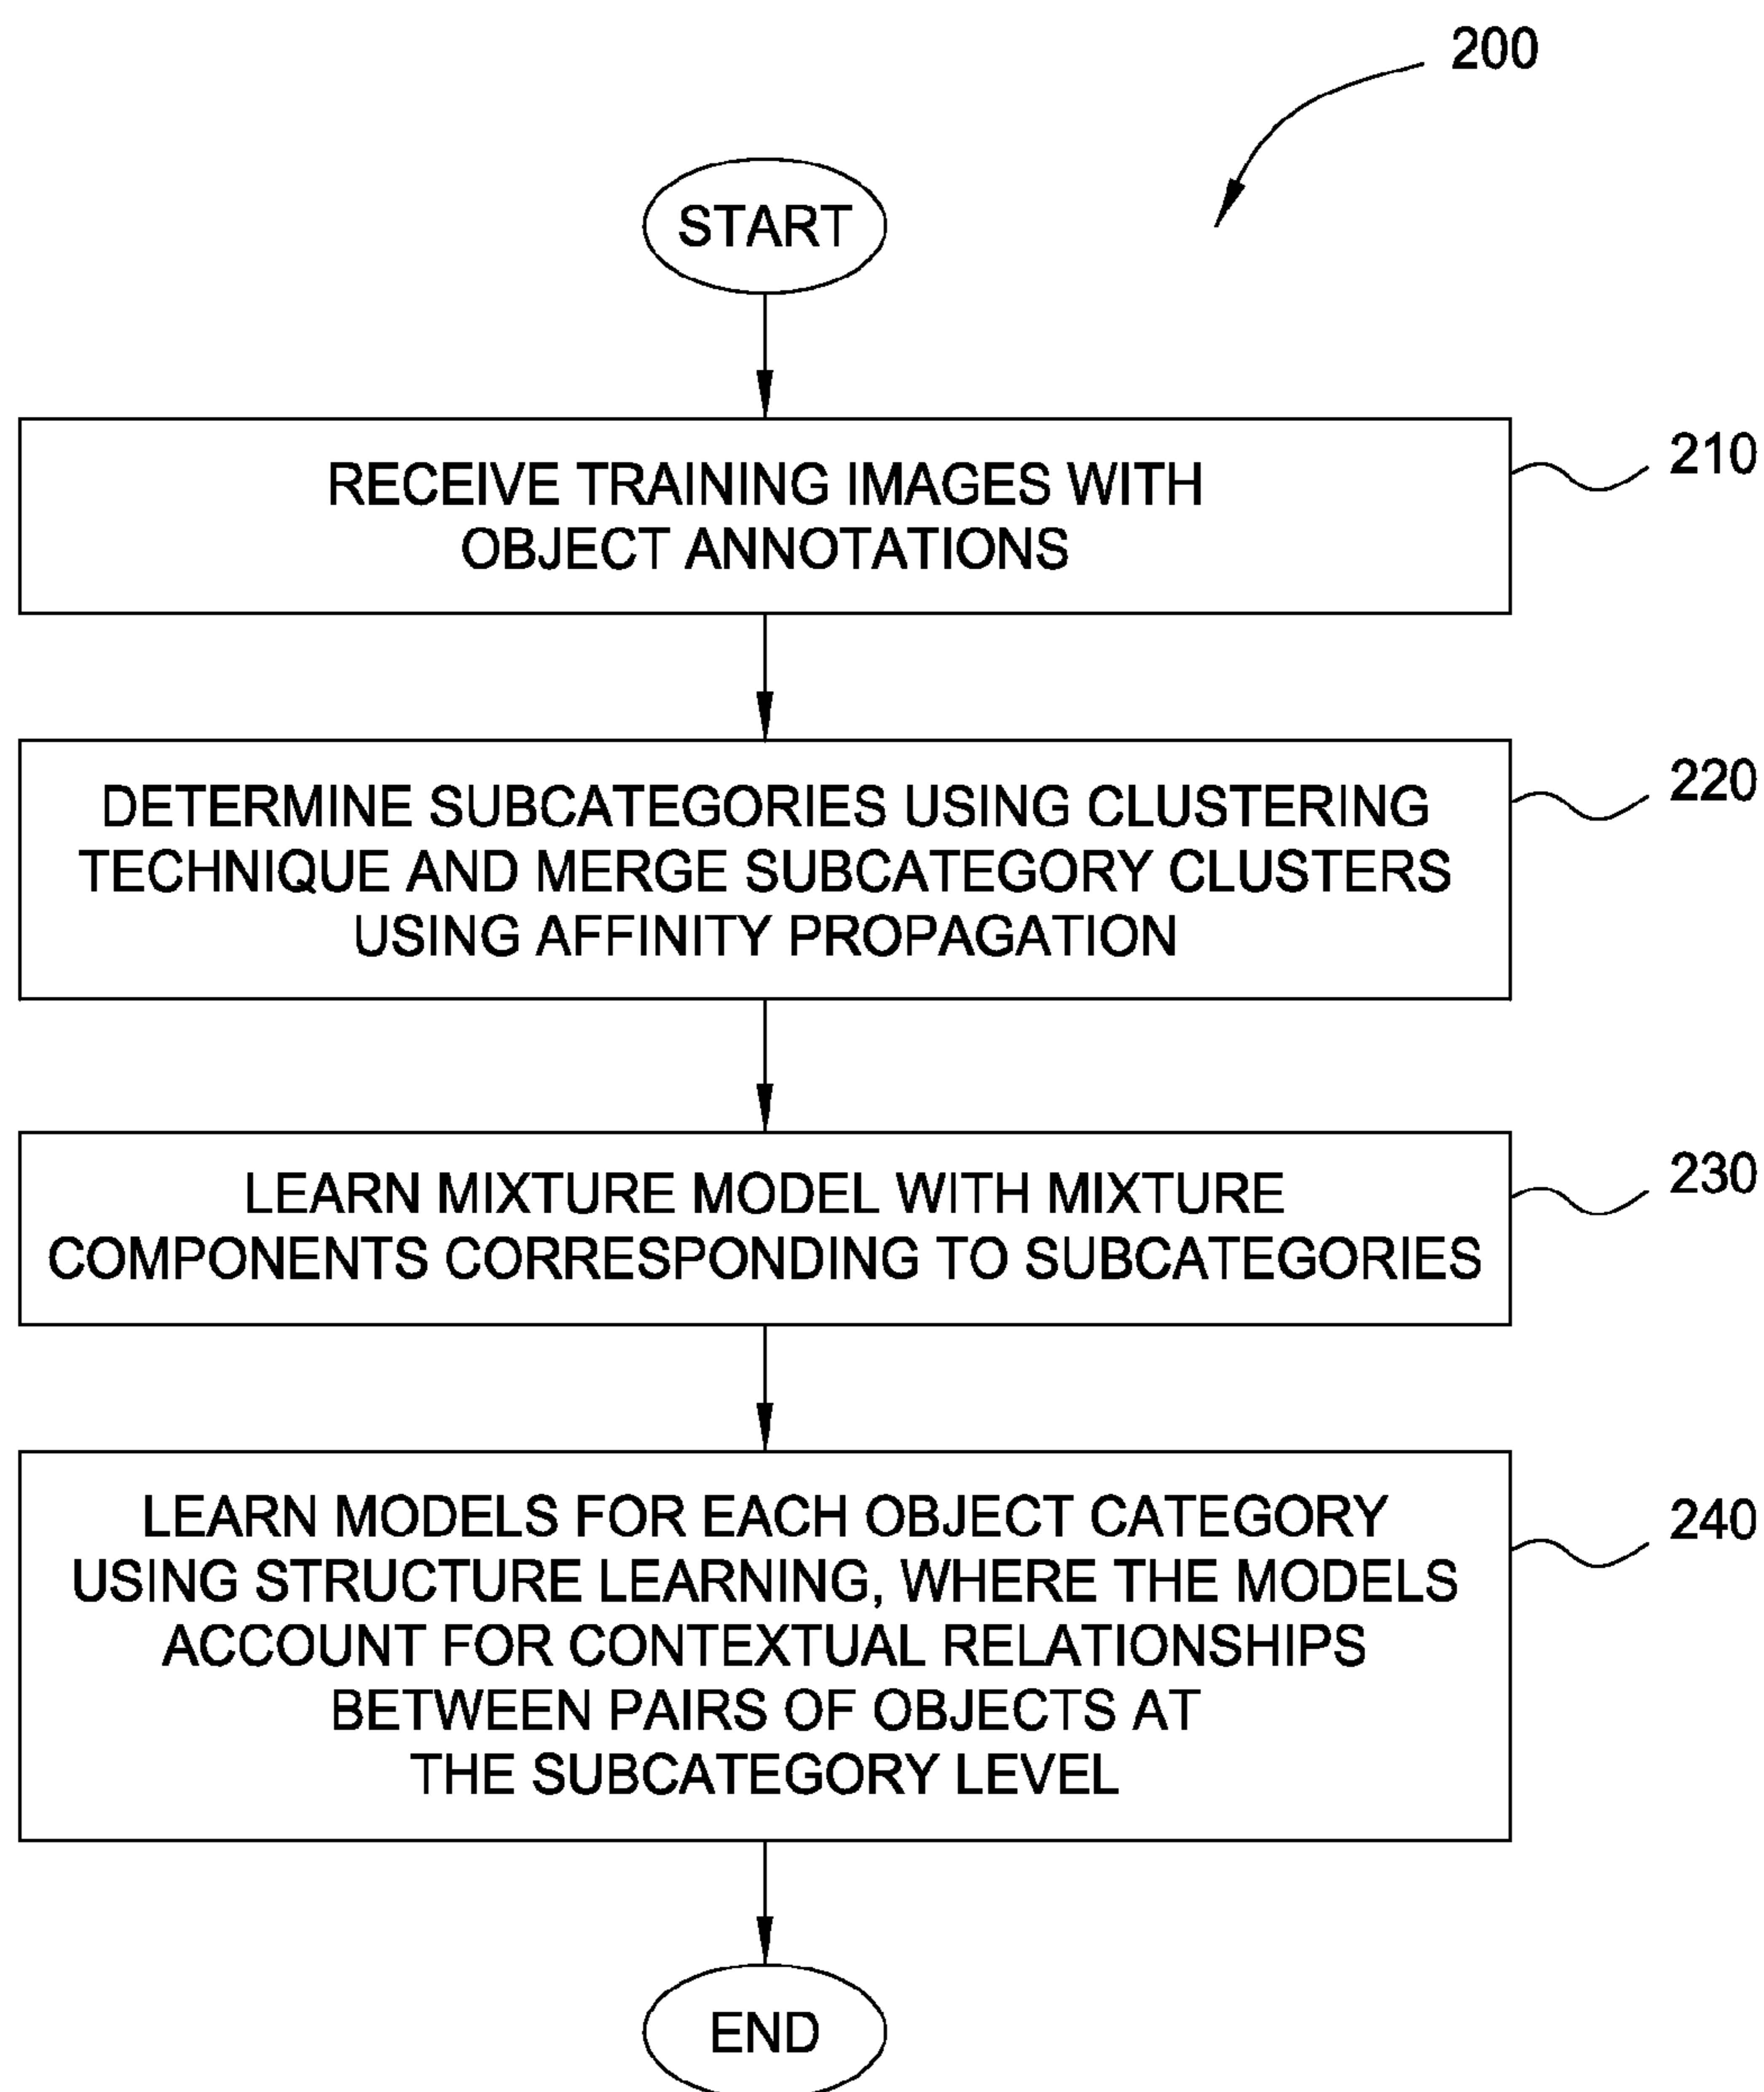 200
START
RECEIVE TRAINING IMAGES WITH
OBJECT ANNOTATIONS
210
DETERMINE SUBCATEGORIES USING CLUSTERING
TECHNIQUE AND MERGE SUBCATEGORY CLUSTERS
USING AFFINITY PROPAGATION
220
LEARN MIXTURE MODEL WITH MIXTURE
COMPONENTS CORRESPONDING TO SUBCATEGORIES
230
LEARN MODELS FOR EACH OBJECT CATEGORY
USING STRUCTURE LEARNING, WHERE THE MODELS
ACCOUNT FOR CONTEXTUAL RELATIONSHIPS
BETWEEN PAIRS OF OBJECTS AT
THE SUBCATEGORY LEVEL
240
END